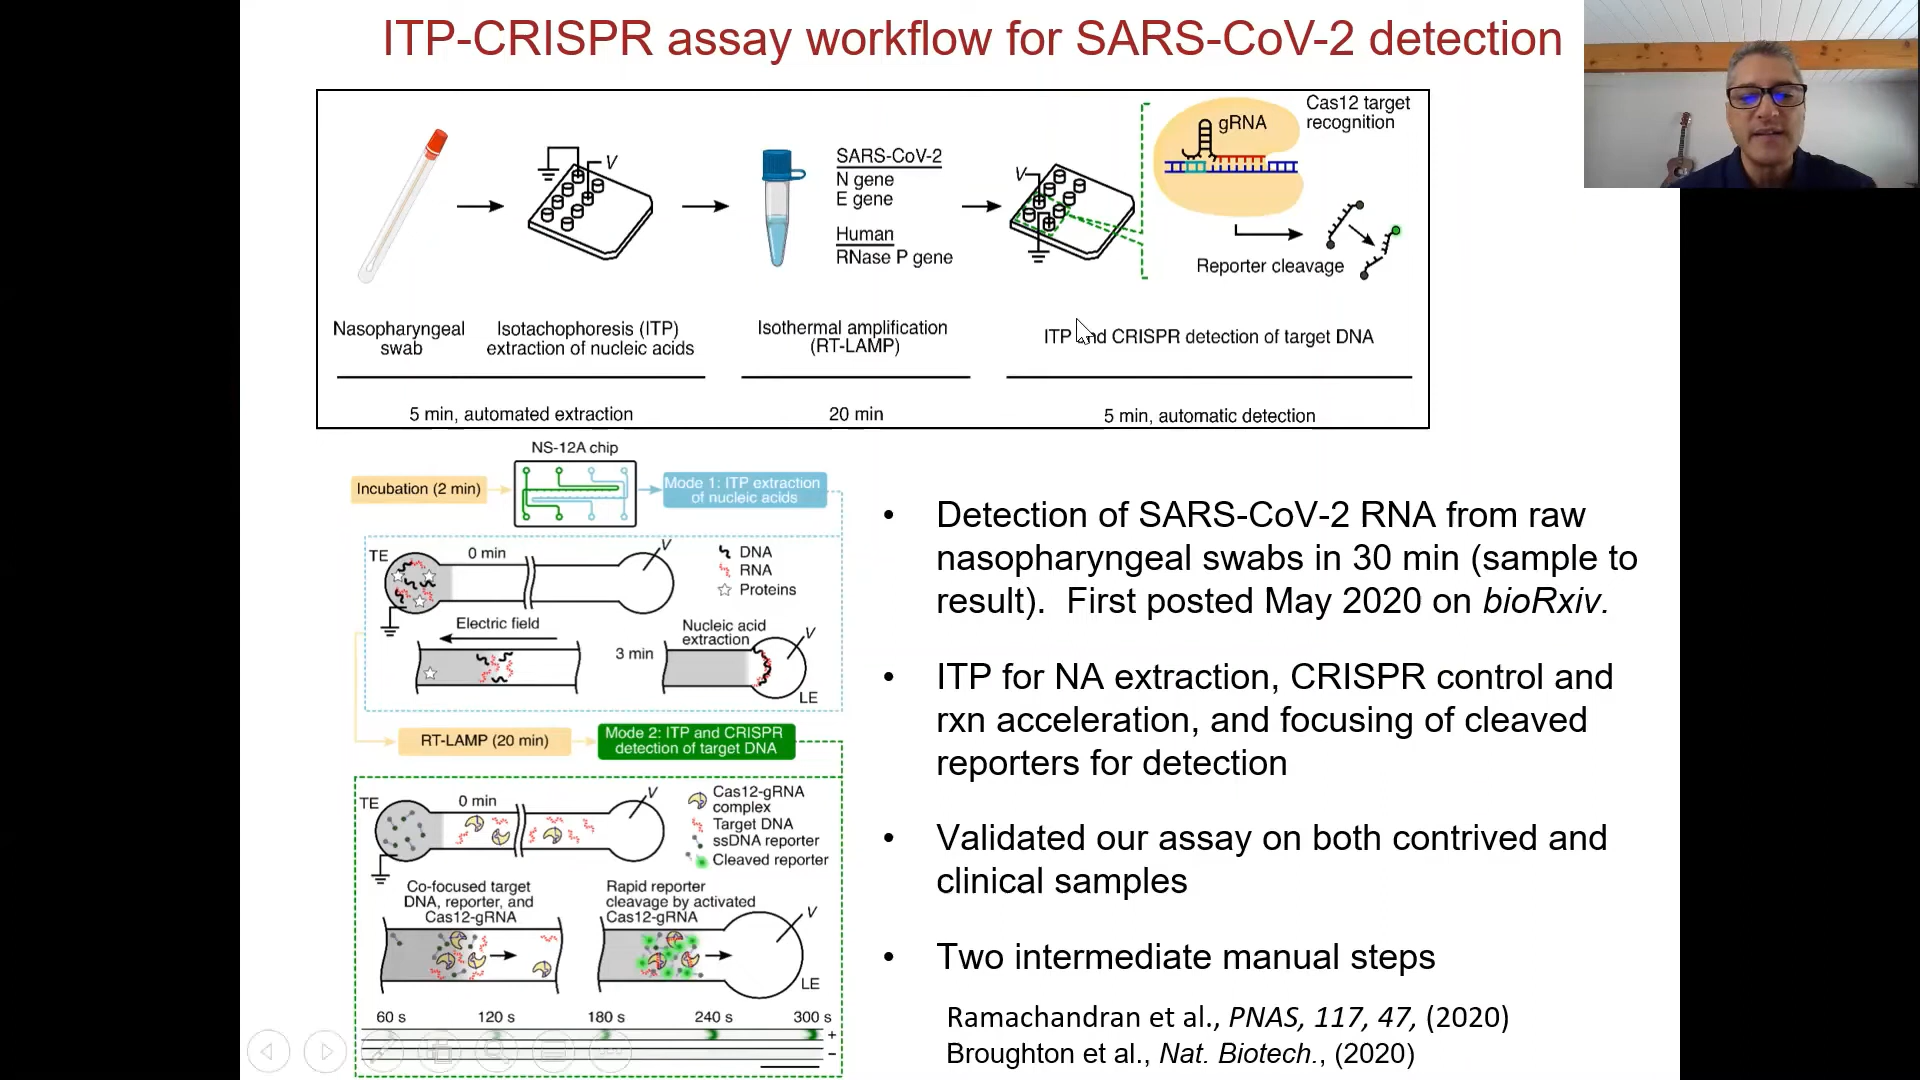 ITP-CRISPR assay workflow for SARS-CoV-2 detection
V
SARS-CoV-2
N gene
E gene
Human
RNase P gene
V
gRNA
Cas12 target
recognition
Reporter cleavage
Nasopharyngeal
swab
Isotachophoresis (ITP)
extraction of nucleic acids
Isothermal amplification
(RT-LAMP)
ITP and CRISPR detection of target DNA
5 min, automated extraction
20 min
5 min, automatic detection
NS-12A chip
Incubation (2 min)
Mode 1: ITP extraction
of nucleic acids
TE
0 min
V
DNA
RNA
Proteins
Electric field
3 min
Nucleic acid
extraction
V
LE
RT-LAMP (20 min)
Mode 2: ITP and CRISPR
detection of target DNA
TE
0 min
V
Cas12-gRNA
complex
Target DNA
ssDNA reporter
Cleaved reporter
Co-focused target
DNA, reporter, and
Cas12-gRNA
Rapid reporter
cleavage by activated
Cas12-gRNA
V
LE
60 s
120 s
180 s
240 s
300 s
+
−
• Detection of SARS-CoV-2 RNA from raw
nasopharyngeal swabs in 30 min (sample to
result). First posted May 2020 on bioRxiv.
• ITP for NA extraction, CRISPR control and
rxn acceleration, and focusing of cleaved
reporters for detection
• Validated our assay on both contrived and
clinical samples
• Two intermediate manual steps
Ramachandran et al., PNAS, 117, 47, (2020)
Broughton et al., Nat. Biotech., (2020)